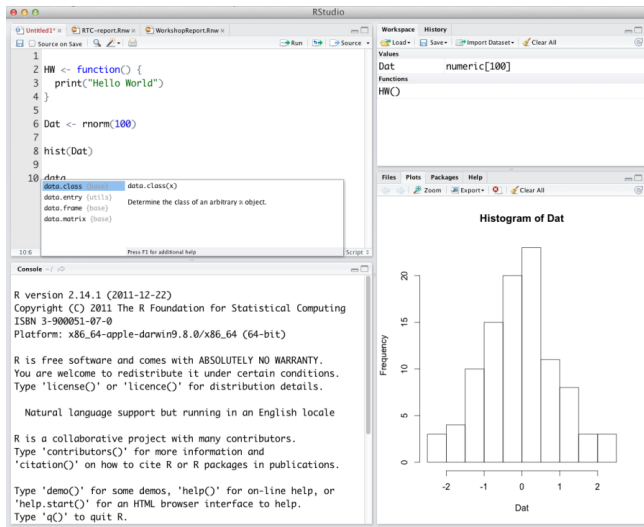 RStudio
Untitled1* RTC-report.Rnw WorkshopReport.Rnw
Source on Save Run Source
1
2 HW <- function() {
3 print("Hello World")
4 }
5
6 Dat <- rnorm(100)
7
8 hist(Dat)
9
10 data
data.class {base} data.class(x)
data.entry {utils} Determine the class of an arbitrary R object.
data.frame {base}
data.matrix {base}
Press F1 for additional help
10:6 Script
Console ~/
R version 2.14.1 (2011-12-22)
Copyright (C) 2011 The R Foundation for Statistical Computing
ISBN 3-900051-07-0
Platform: x86_64-apple-darwin9.8.0/x86_64 (64-bit)
R is free software and comes with ABSOLUTELY NO WARRANTY.
You are welcome to redistribute it under certain conditions.
Type 'license()' or 'licence()' for distribution details.
Natural language support but running in an English locale
R is a collaborative project with many contributors.
Type 'contributors()' for more information and
'citation()' on how to cite R or R packages in publications.
Type 'demo()' for some demos, 'help()' for on-line help, or
'help.start()' for an HTML browser interface to help.
Type 'q()' to quit R.
Workspace History
Load Save Import Dataset Clear All
Values
Dat numeric[100]
Functions
HW()
Files Plots Packages Help
Zoom Export Clear All
Histogram of Dat
Frequency
20
15
10
5
0
-2 -1 0 1 2
Dat